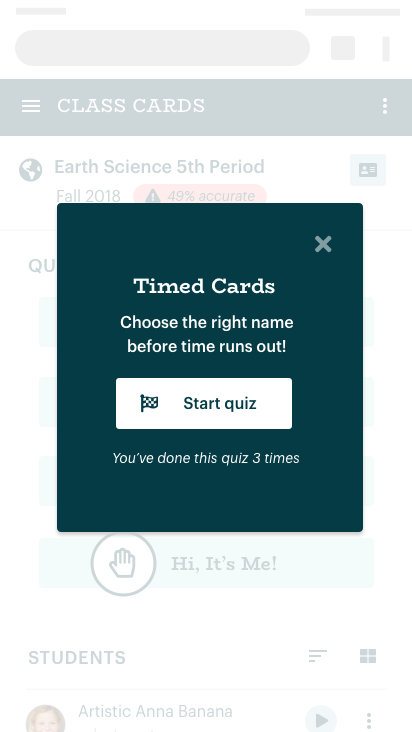 CLASS CARDS
Earth Science 5th Period
Fall 2018
49% accurate
QU
Timed Cards
Choose the right name
before time runs out!
Start quiz
You’ve done this quiz 3 times
Hi, It’s Me!
STUDENTS
Artistic Anna Banana